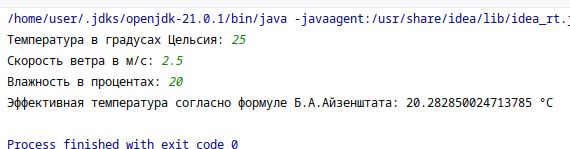 /home/user/.jdks/openjdk-21.0.1/bin/java -javaagent:/usr/share/idea/lib/idea_rt.j
Температура в градусах Цельсия: 25
Скорость ветра в м/с: 2.5
Влажность в процентах: 20
Эффективная температура согласно формуле Б.А.Айзенштата: 20.282850024713785 °C
Process finished with exit code 0